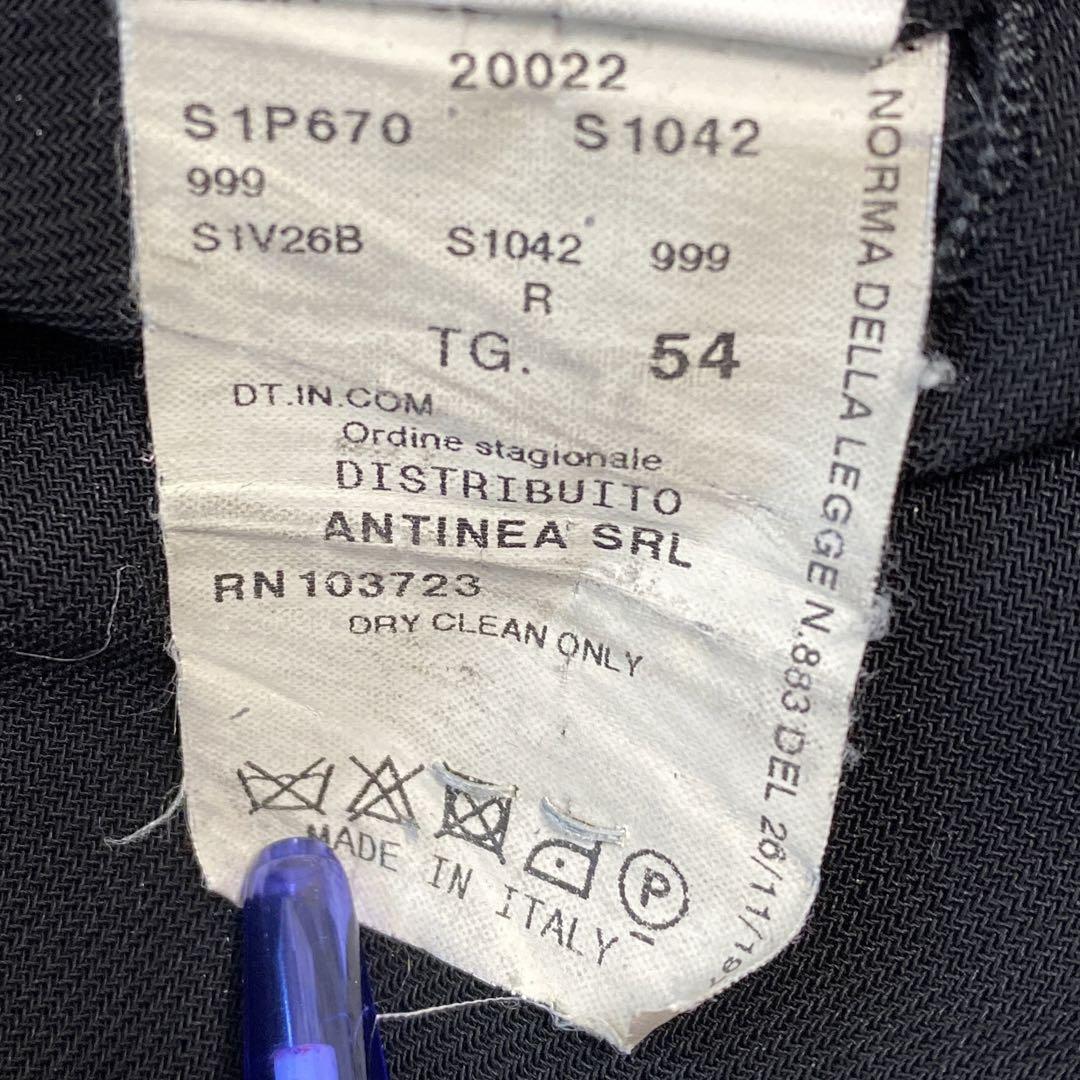 20022
S1P670 S1042
999
S1V26B S1042 999
R
TG. 54
DT.IN.COM
Ordine stagionale
DISTRIBUITO
ANTINEA SRL
RN 103723
DRY CLEAN ONLY
P
MADE IN ITALY
NORMA DELLA LEGGE N.883 DEL 26/11/19